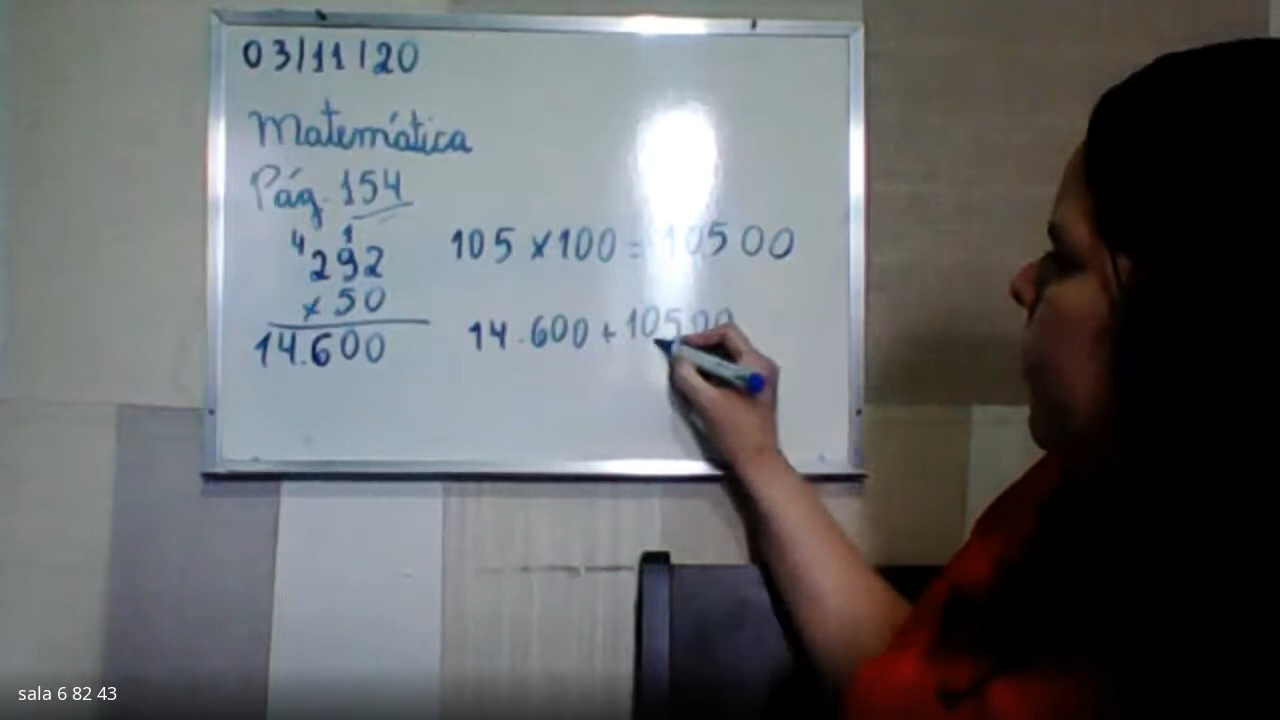 03/11/20
Matemática
Pág. 154
4 1
292
x 50
14.600
105 x 100 = 10500
14.600 + 10500
sala 6 82 43